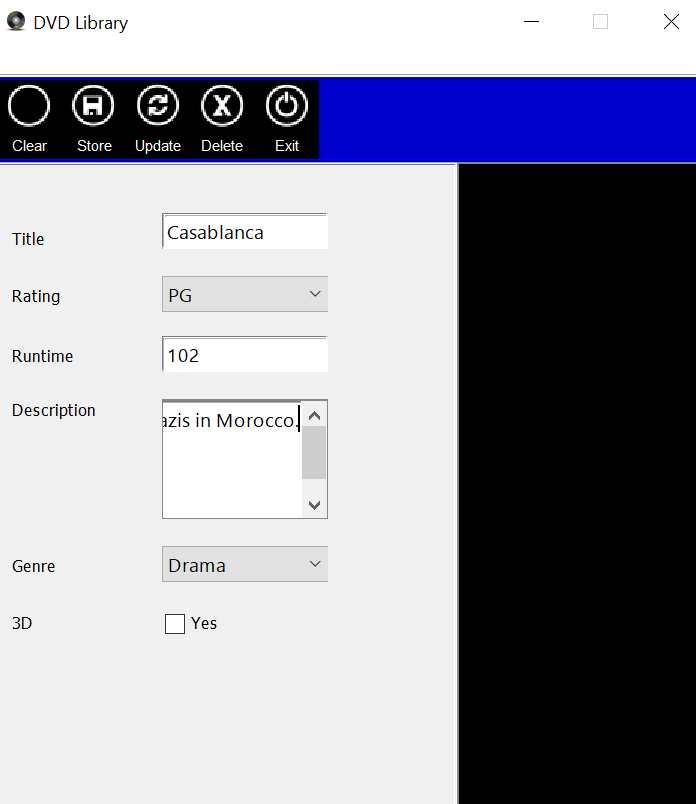 DVD Library
Clear Store Update Delete Exit
Title Casablanca
Rating PG
Runtime 102
Description in Morocco.
Genre Drama
3D Yes